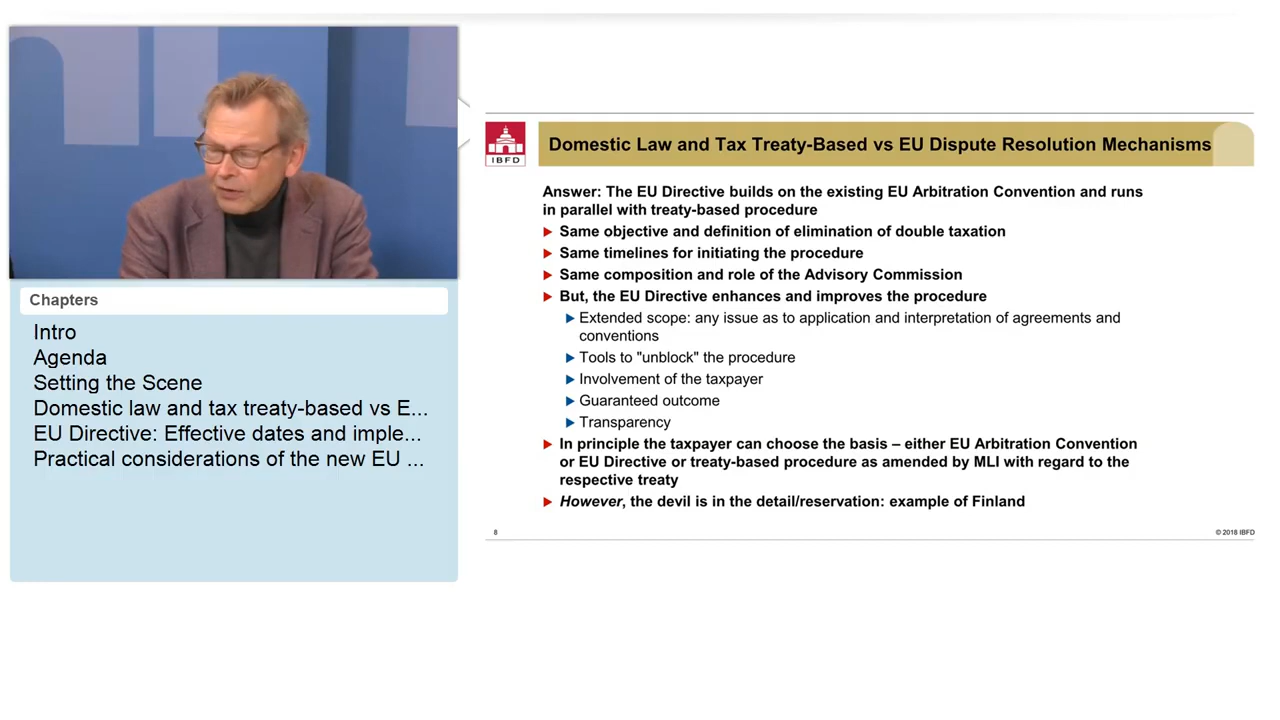 Chapters
Intro
Agenda
Setting the Scene
Domestic law and tax treaty-based vs E...
EU Directive: Effective dates and imple...
Practical considerations of the new EU ...
IBFD
Domestic Law and Tax Treaty-Based vs EU Dispute Resolution Mechanisms
Answer: The EU Directive builds on the existing EU Arbitration Convention and runs
in parallel with treaty-based procedure
Same objective and definition of elimination of double taxation
Same timelines for initiating the procedure
Same composition and role of the Advisory Commission
But, the EU Directive enhances and improves the procedure
Extended scope: any issue as to application and interpretation of agreements and
conventions
Tools to "unblock" the procedure
Involvement of the taxpayer
Guaranteed outcome
Transparency
In principle the taxpayer can choose the basis – either EU Arbitration Convention
or EU Directive or treaty-based procedure as amended by MLI with regard to the
respective treaty
However, the devil is in the detail/reservation: example of Finland
8
© 2018 IBFD